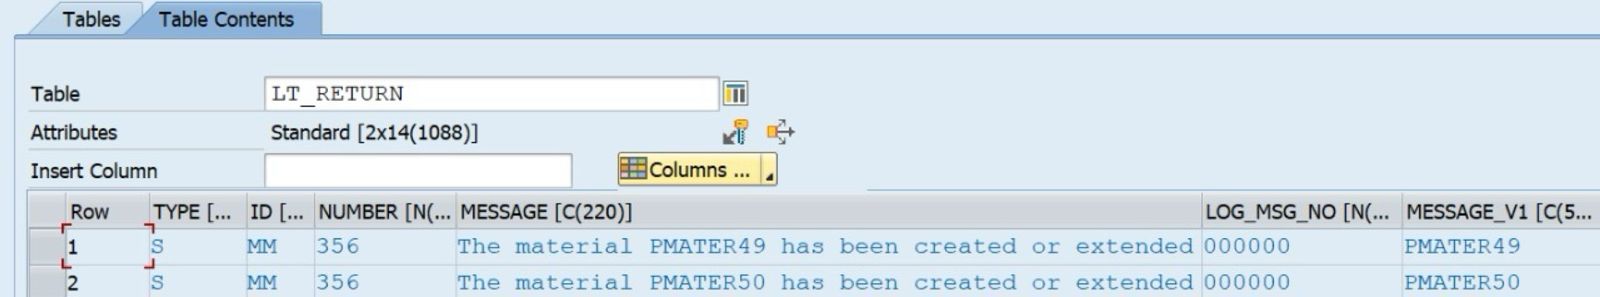 Tables Table Contents
Table LT_RETURN
Attributes Standard [2x14(1088)]
Insert Column Columns ...
Row TYPE [... ID [... NUMBER [N(... MESSAGE [C(220)] LOG_MSG_NO [N(... MESSAGE_V1 [C(5...
1 S MM 356 The material PMATER49 has been created or extended 000000 PMATER49
2 S MM 356 The material PMATER50 has been created or extended 000000 PMATER50